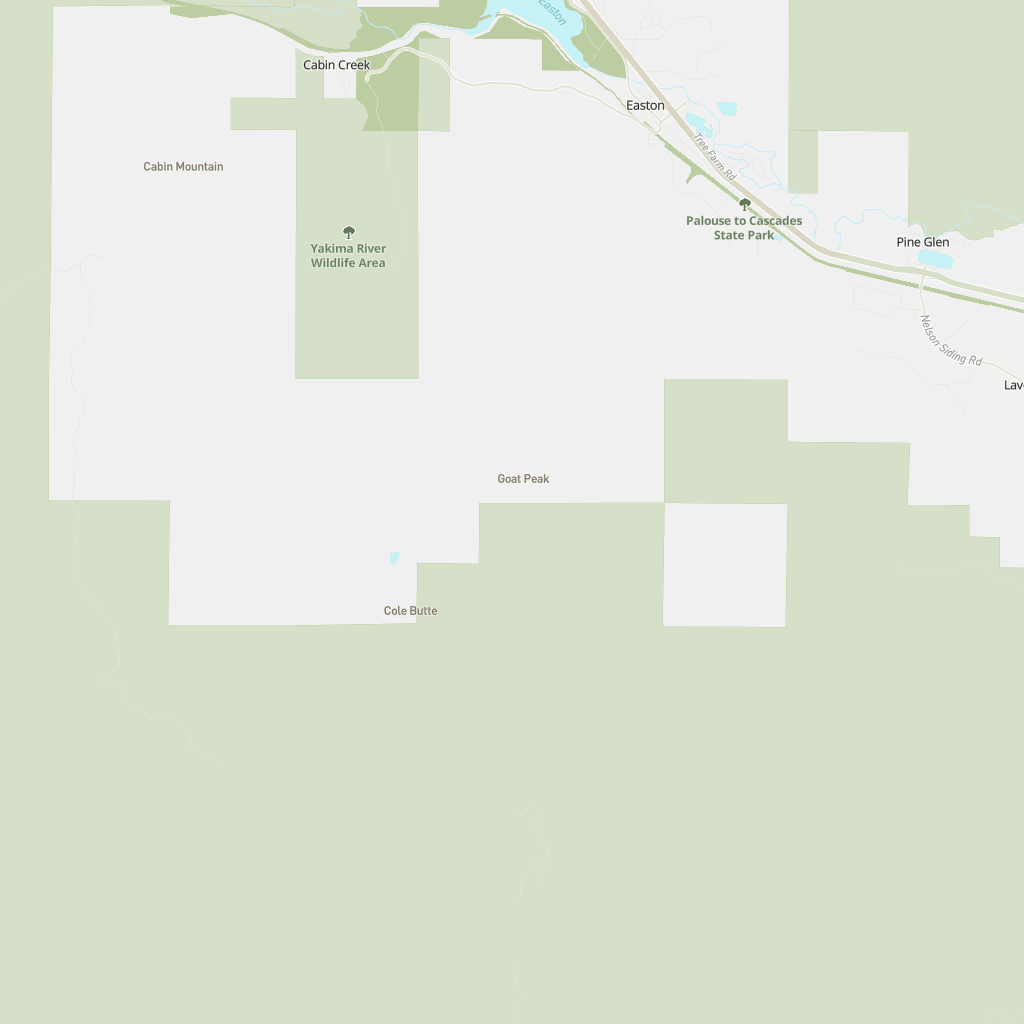 Easton
Cabin Creek
Easton
Tree Farm Rd
Cabin Mountain
Palouse to Cascades
State Park
Yakima River
Wildlife Area
Pine Glen
Nelson Siding Rd
Goat Peak
Cole Butte